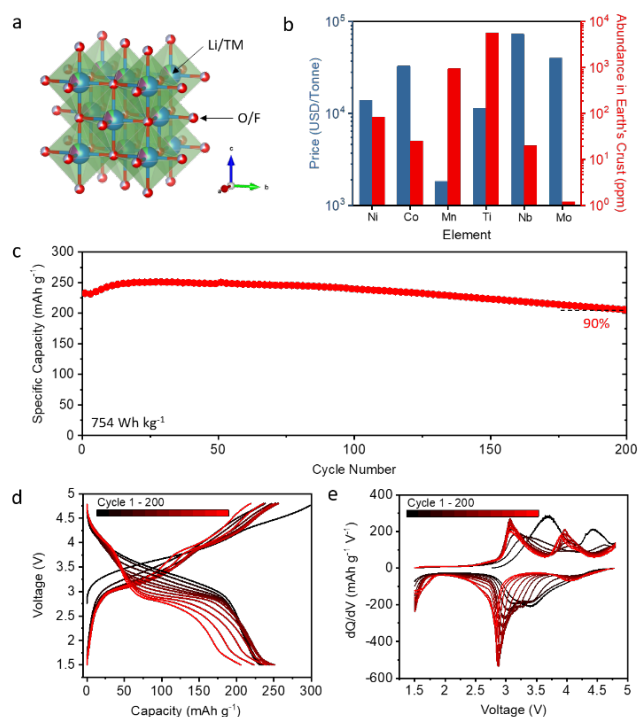 a
Li/TM
O/F
c
b
a
b
Price (USD/Tonne)
10^5
10^4
10^3
Ni Co Mn Ti Nb Mo
Element
10^4
10^3
10^2
10^1
10^0
Abundance in Earth's Crust (ppm)
c
Specific Capacity (mAh g⁻¹)
300
250
200
150
100
50
0
90%
754 Wh kg⁻¹
0 50 100 150 200
Cycle Number
d
Cycle 1 - 200
Voltage (V)
5.0
4.5
4.0
3.5
3.0
2.5
2.0
1.5
0 50 100 150 200 250 300
Capacity (mAh g⁻¹)
e
Cycle 1 - 200
dQ/dV (mAh g⁻¹ V⁻¹)
400
200
0
-200
-400
-600
1.5 2 2.5 3 3.5 4 4.5 5
Voltage (V)